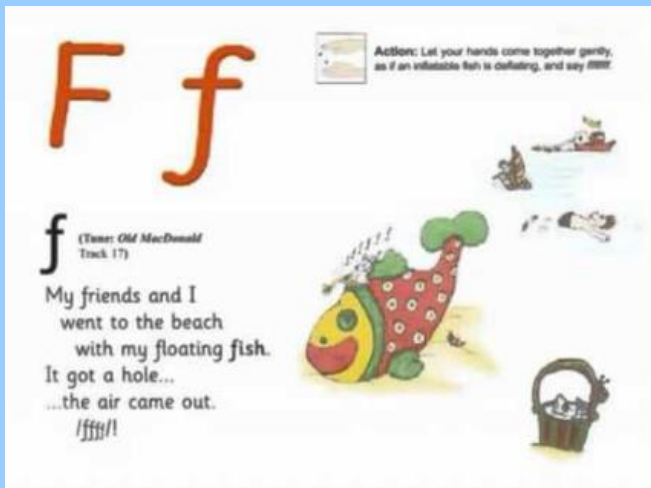 F f
Action: Let your hands come together gently,
as if an inflatable fish is deflating, and say ffffff.
f
(Tune: Old MacDonald
Track 17)
My friends and I
went to the beach
with my floating fish.
It got a hole...
...the air came out.
/ffff/!